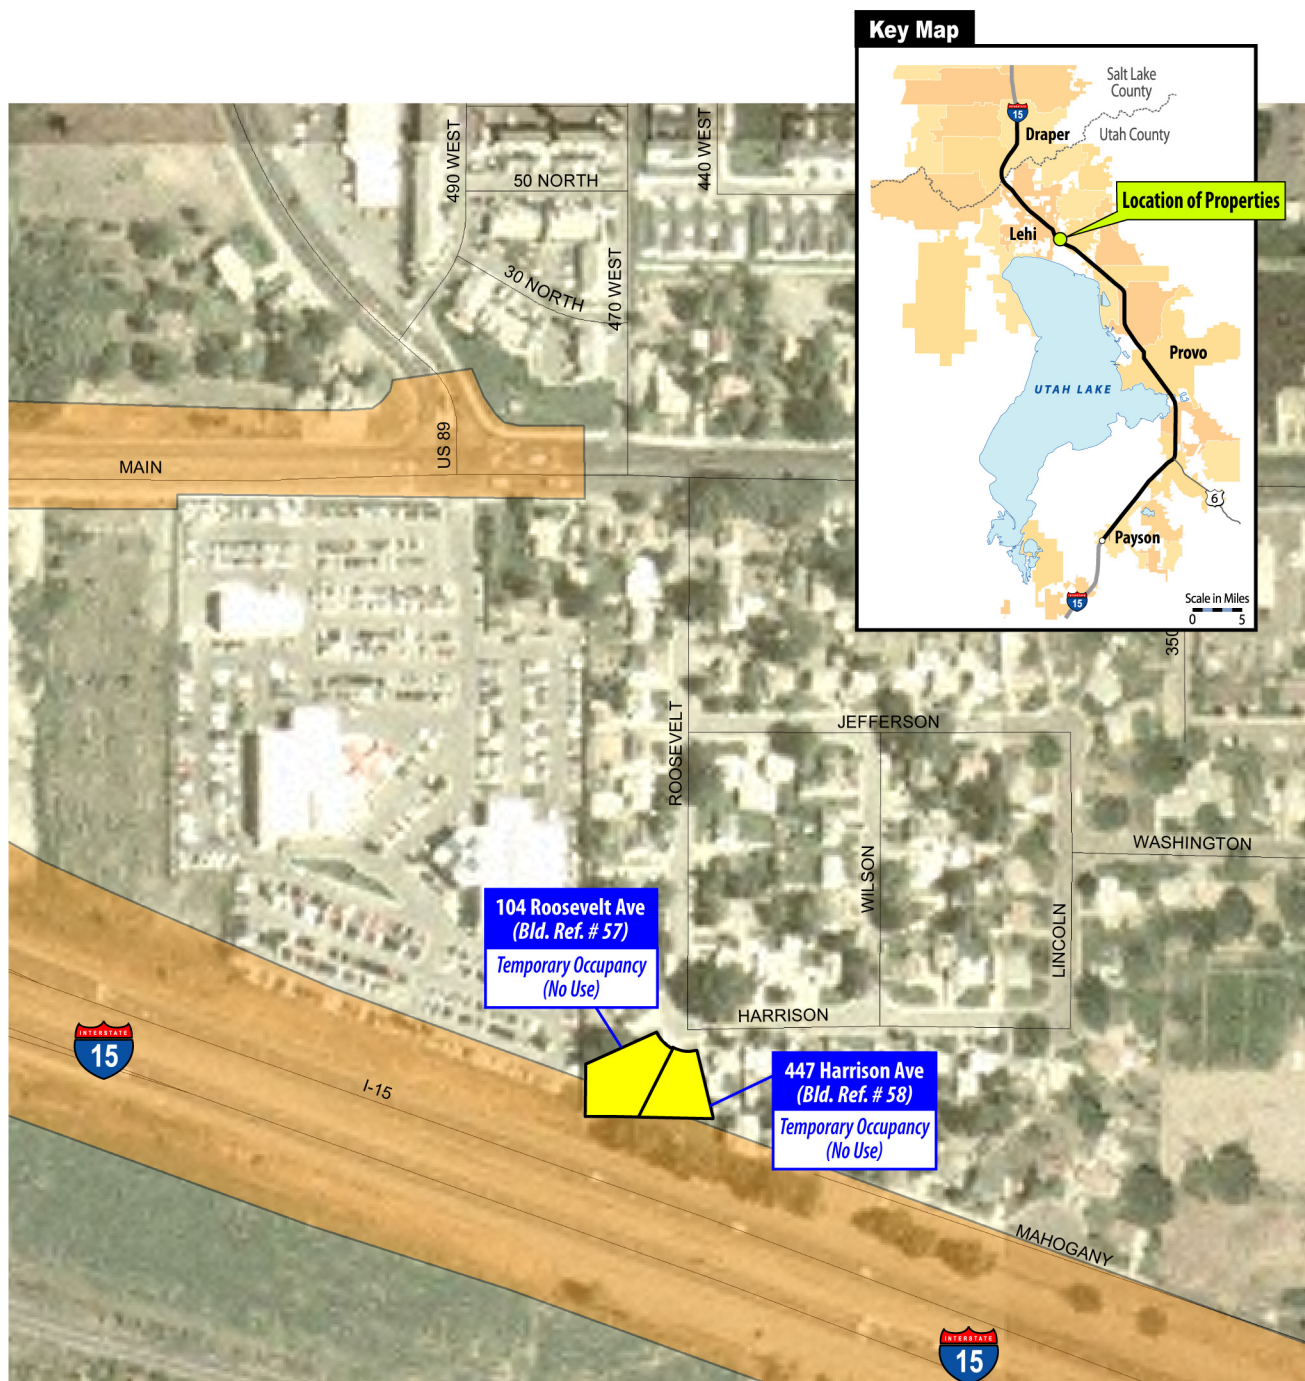 Key Map
Salt Lake
County
INTERSTATE
15
Draper
Utah County
Location of Properties
Lehi
Provo
UTAH LAKE
6
Payson
INTERSTATE
15
Scale in Miles
0 5
490 WEST
50 NORTH
440 WEST
30 NORTH
470 WEST
MAIN
US 89
350
ROOSEVELT
JEFFERSON
WASHINGTON
WILSON
LINCOLN
HARRISON
104 Roosevelt Ave
(Bld. Ref. # 57)
Temporary Occupancy
(No Use)
447 Harrison Ave
(Bld. Ref. # 58)
Temporary Occupancy
(No Use)
INTERSTATE
15
I-15
MAHOGANY
INTERSTATE
15